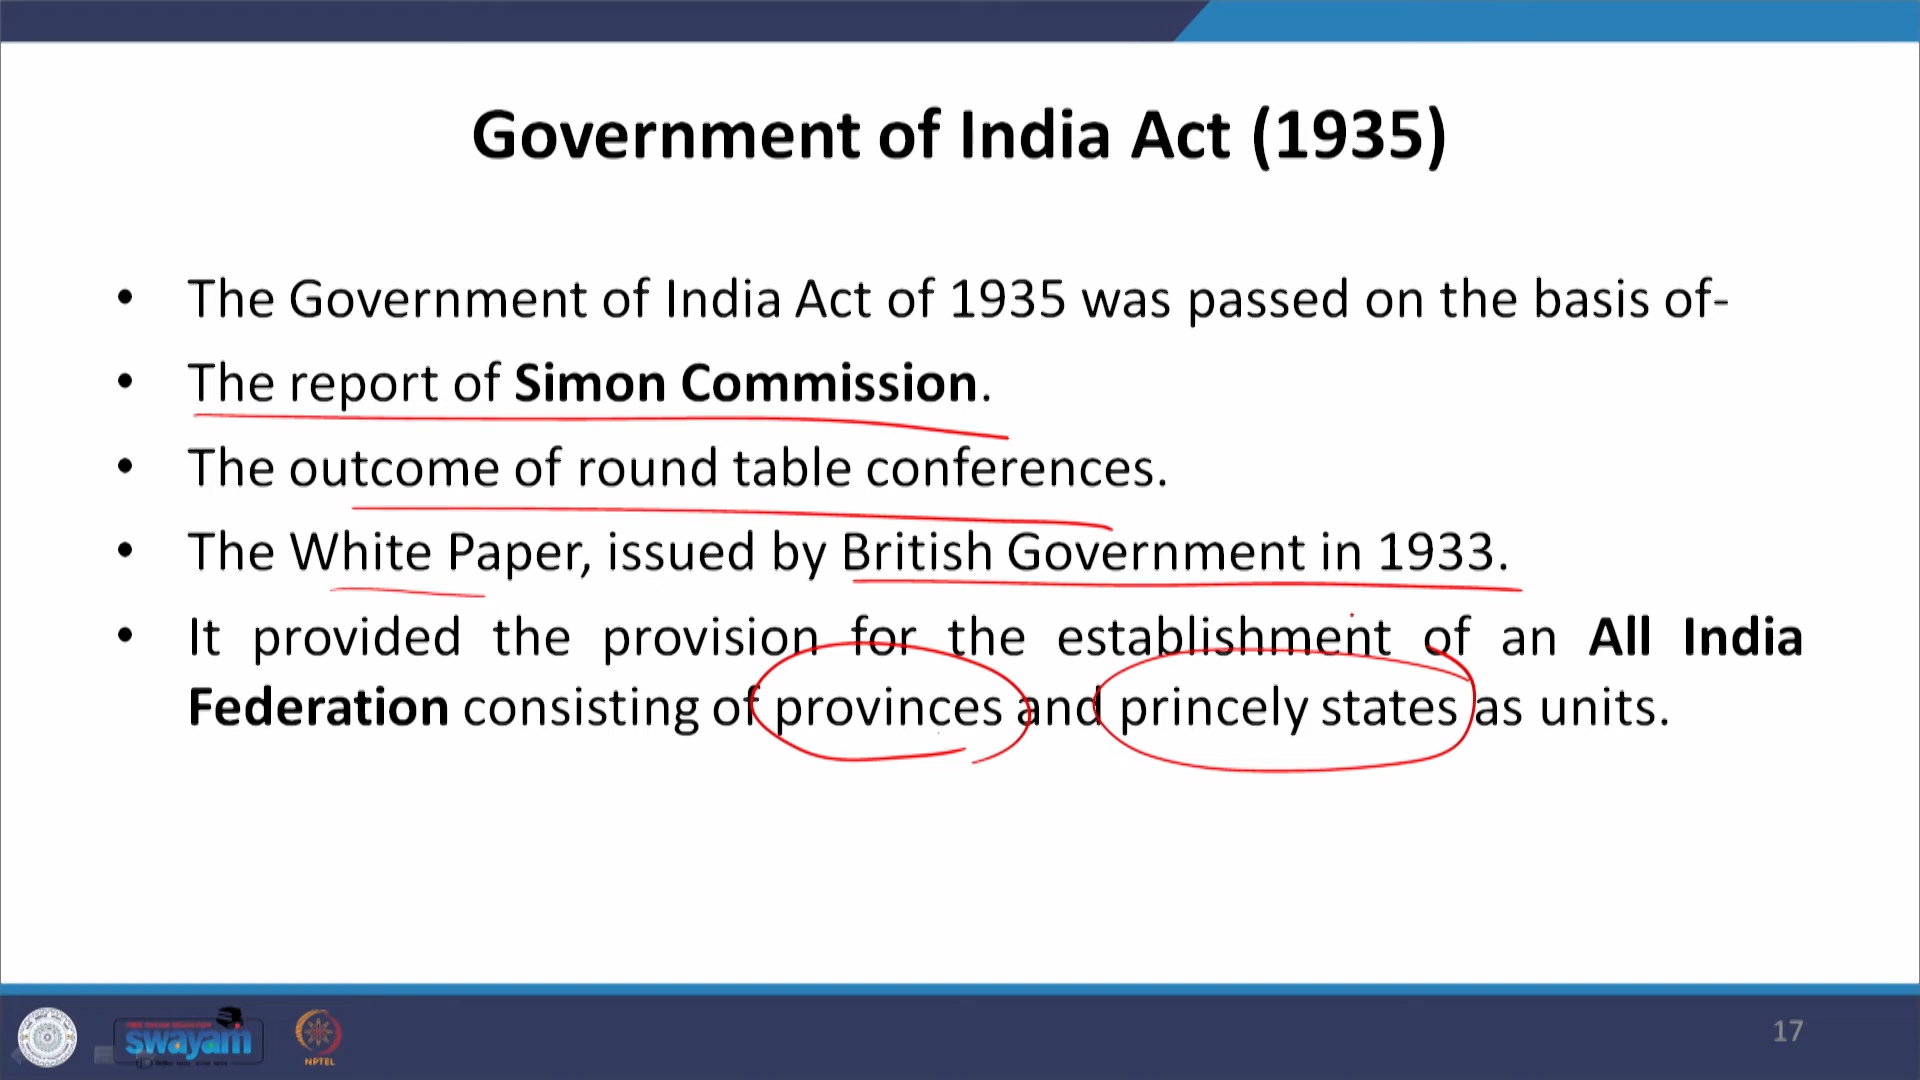 Government of India Act (1935)
• The Government of India Act of 1935 was passed on the basis of-
• The report of Simon Commission.
• The outcome of round table conferences.
• The White Paper, issued by British Government in 1933.
• It provided the provision for the establishment of an All India
Federation consisting of provinces and princely states as units.
swayam
NPTEL
17